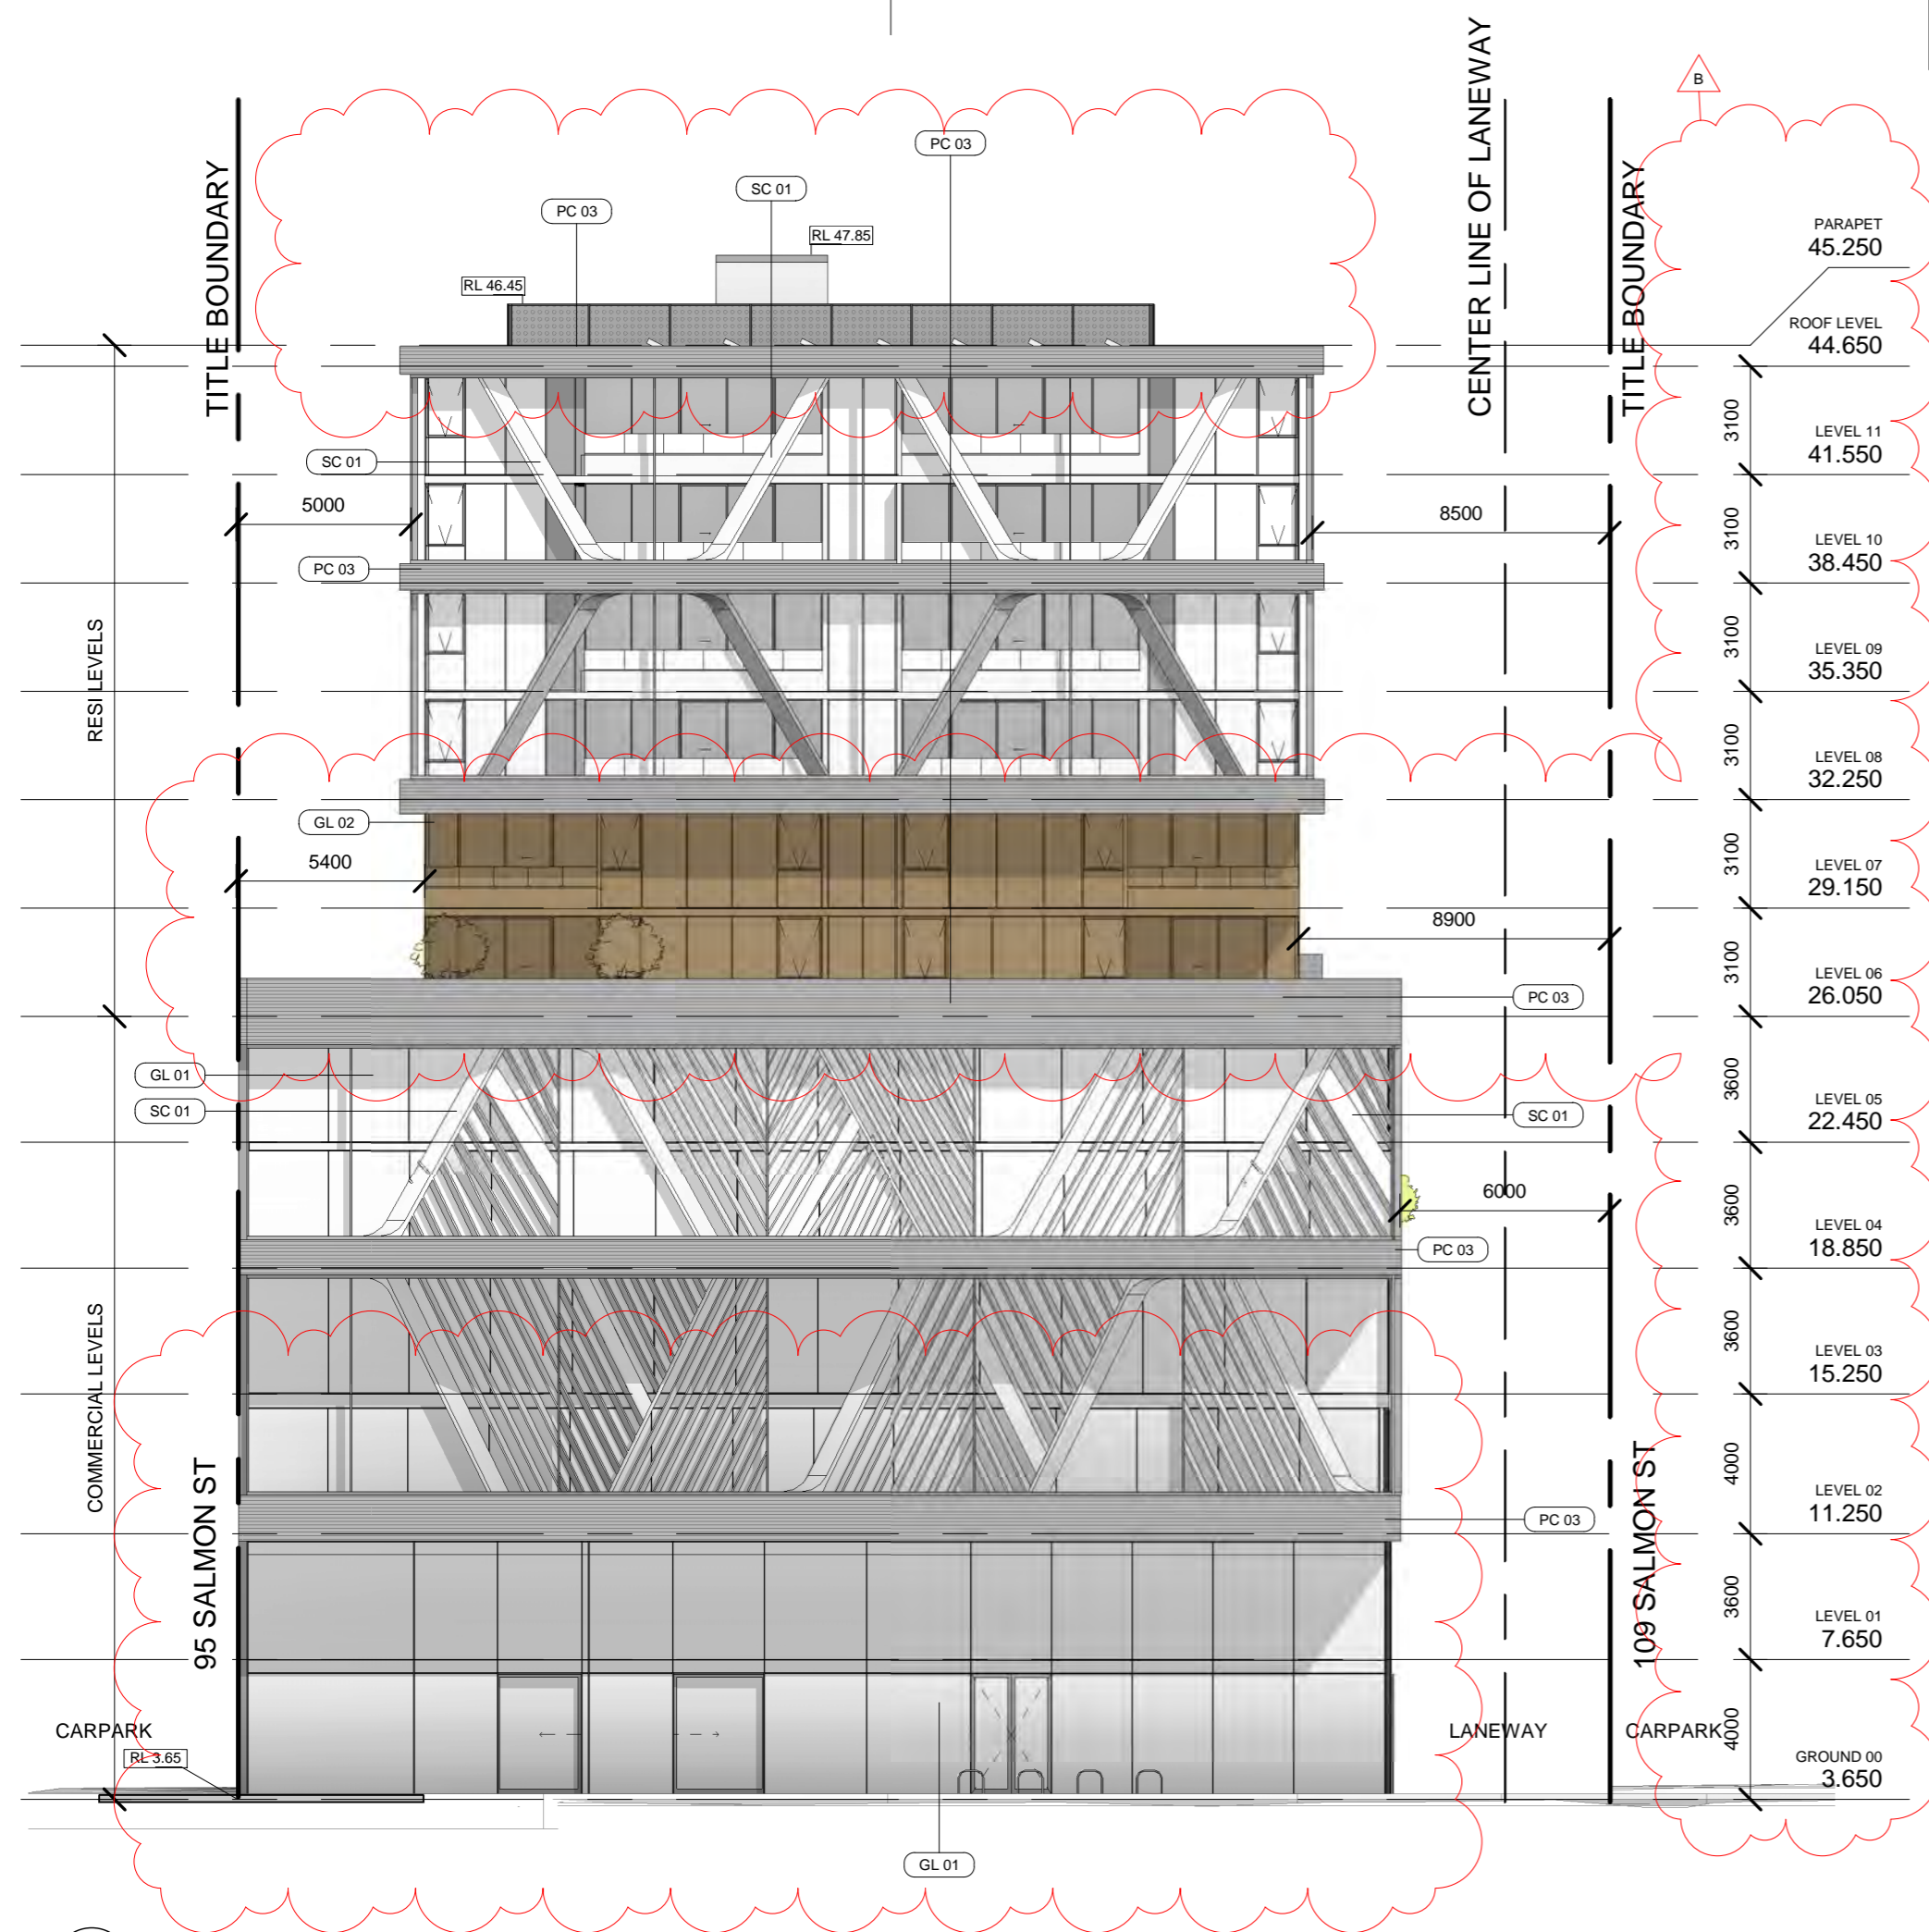 B
CENTER LINE OF LANEWAY
TITLE BOUNDARY
TITLE BOUNDARY
PC 03
SC 01
PC 03
RL 47.85
RL 46.45
PARAPET
45.250
ROOF LEVEL
44.650
3100
LEVEL 11
41.550
SC 01
5000
8500
3100
LEVEL 10
38.450
PC 03
RESI LEVELS
3100
LEVEL 09
35.350
3100
LEVEL 08
32.250
GL 02
5400
3100
LEVEL 07
29.150
8900
3100
LEVEL 06
26.050
PC 03
GL 01
SC 01
SC 01
3600
LEVEL 05
22.450
6000
3600
LEVEL 04
18.850
PC 03
COMMERCIAL LEVELS
3600
LEVEL 03
15.250
4000
LEVEL 02
11.250
PC 03
95 SALMON ST
109 SALMON ST
3600
LEVEL 01
7.650
CARPARK
RL 3.65
LANEWAY
CARPARK
4000
GROUND 00
3.650
GL 01